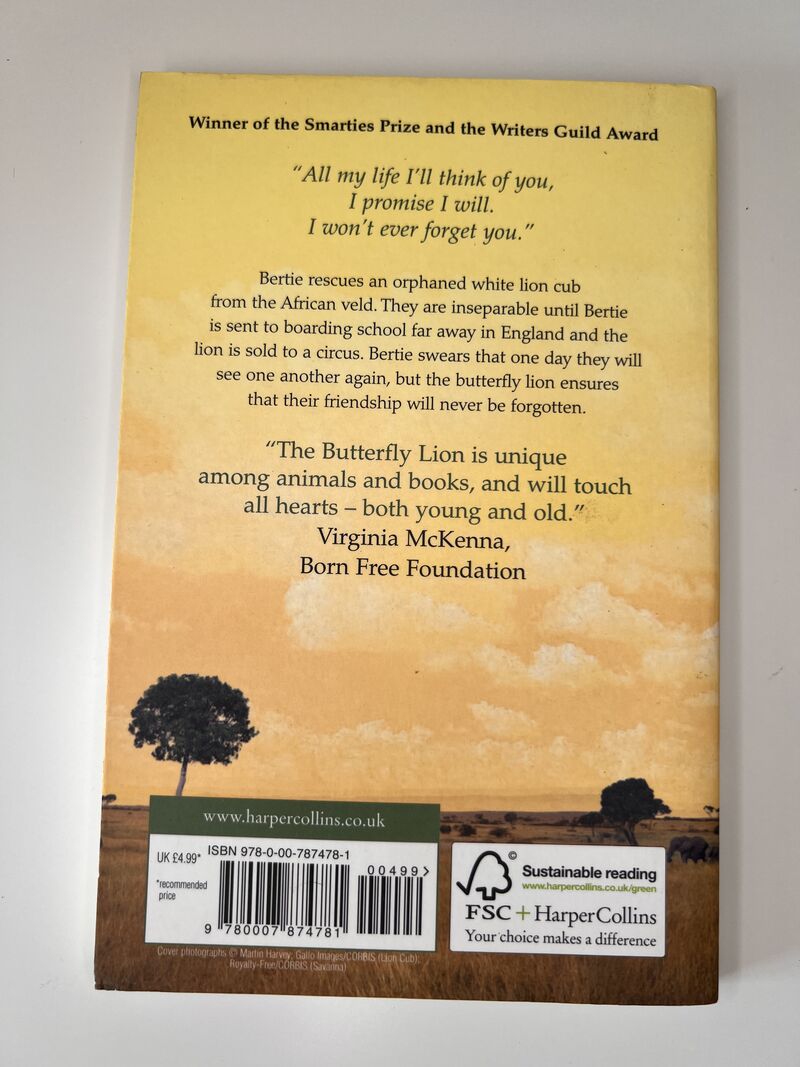 Winner of the Smarties Prize and the Writers Guild Award
"All my life I'll think of you,
I promise I will.
I won't ever forget you."
Bertie rescues an orphaned white lion cub
from the African veld. They are inseparable until Bertie
is sent to boarding school far away in England and the
lion is sold to a circus. Bertie swears that one day they will
see one another again, but the butterfly lion ensures
that their friendship will never be forgotten.
"The Butterfly Lion is unique
among animals and books, and will touch
all hearts – both young and old."
Virginia McKenna,
Born Free Foundation
www.harpercollins.co.uk
UK £4.99*
*recommended
price
ISBN 978-0-00-787478-1
00499>
9 780007 874781
©
Sustainable reading
www.harpercollins.co.uk/green
FSC + HarperCollins
Your choice makes a difference
Cover photographs © Martin Harvey; Gallo Images/CORBIS (Lion Cub);
Royalty-Free/CORBIS (Savanna)